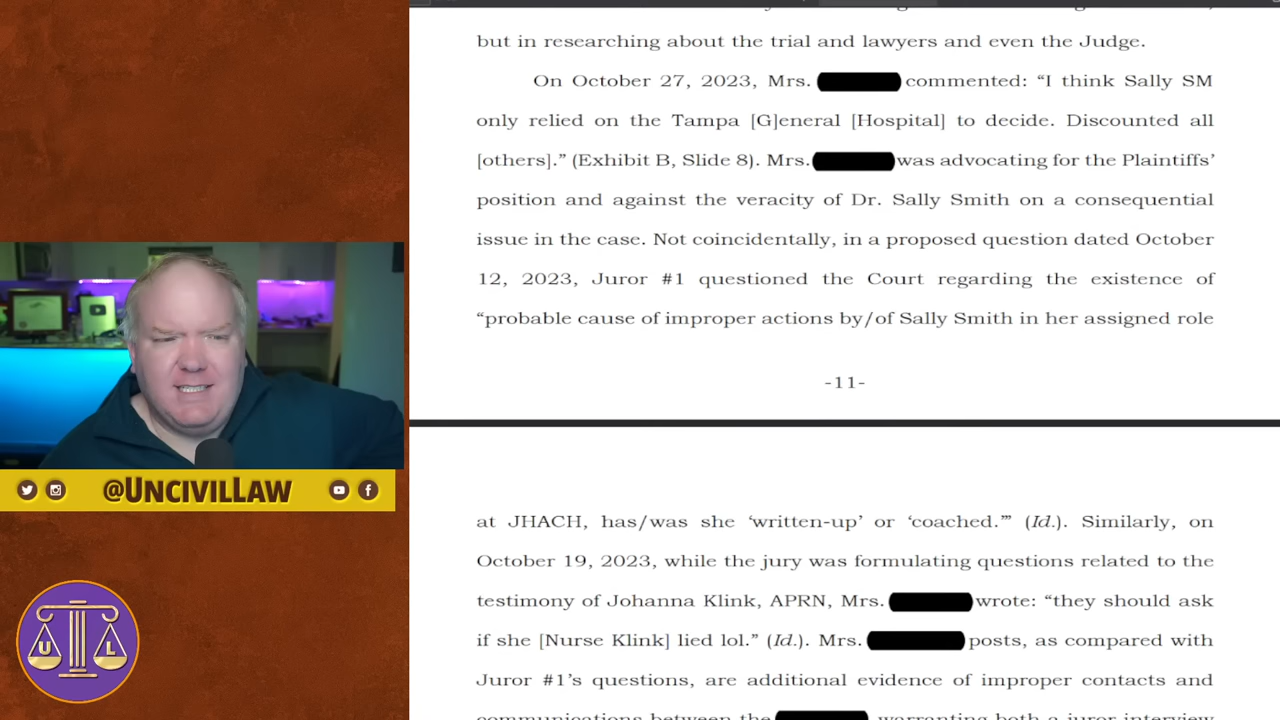 but in researching about the trial and lawyers and even the Judge.
On October 27, 2023, Mrs. commented: “I think Sally SM
only relied on the Tampa [G]eneral [Hospital] to decide. Discounted all
[others].” (Exhibit B, Slide 8). Mrs. was advocating for the Plaintiffs’
position and against the veracity of Dr. Sally Smith on a consequential
issue in the case. Not coincidentally, in a proposed question dated October
12, 2023, Juror #1 questioned the Court regarding the existence of
“probable cause of improper actions by/of Sally Smith in her assigned role
-11-
at JHACH, has/was she ‘written-up’ or ‘coached.’” (Id.). Similarly, on
October 19, 2023, while the jury was formulating questions related to the
testimony of Johanna Klink, APRN, Mrs. wrote: “they should ask
if she [Nurse Klink] lied lol.” (Id.). Mrs. posts, as compared with
Juror #1’s questions, are additional evidence of improper contacts and
communications between the warranting both a juror interview
@UNCIVILLAW
U L